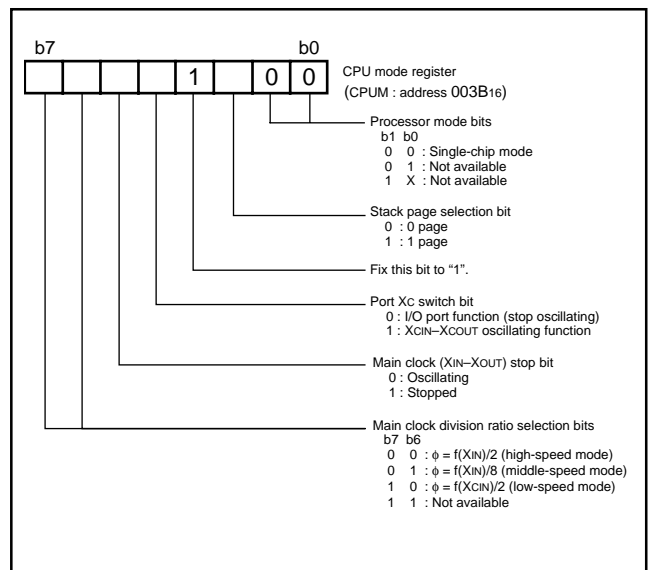 b7 b0
1 0 0
CPU mode register
(CPUM : address 003B16)
Processor mode bits
b1 b0
0 0 : Single-chip mode
0 1 : Not available
1 X : Not available
Stack page selection bit
0 : 0 page
1 : 1 page
Fix this bit to “1”.
Port XC switch bit
0 : I/O port function (stop oscillating)
1 : XCIN–XCOUT oscillating function
Main clock (XIN–XOUT) stop bit
0 : Oscillating
1 : Stopped
Main clock division ratio selection bits
b7 b6
0 0 : φ = f(XIN)/2 (high-speed mode)
0 1 : φ = f(XIN)/8 (middle-speed mode)
1 0 : φ = f(XCIN)/2 (low-speed mode)
1 1 : Not available